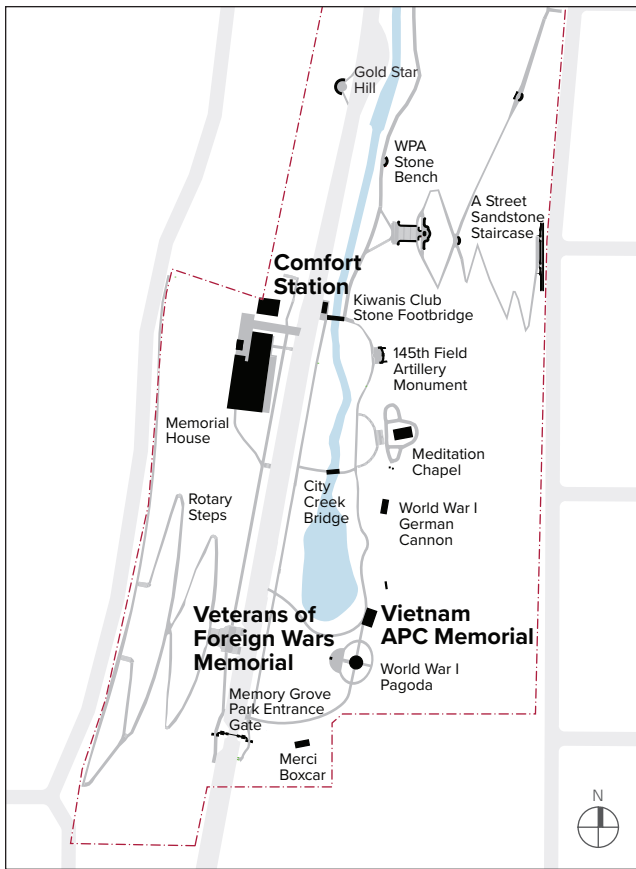 Gold Star
Hill
WPA
Stone
Bench
A Street
Sandstone
Staircase
Comfort
Station
Kiwanis Club
Stone Footbridge
145th Field
Artillery
Monument
Memorial
House
Meditation
Chapel
City
Creek
Bridge
Rotary
Steps
World War I
German
Cannon
Veterans of
Foreign Wars
Memorial
Vietnam
APC Memorial
World War I
Pagoda
Memory Grove
Park Entrance
Gate
Merci
Boxcar
N